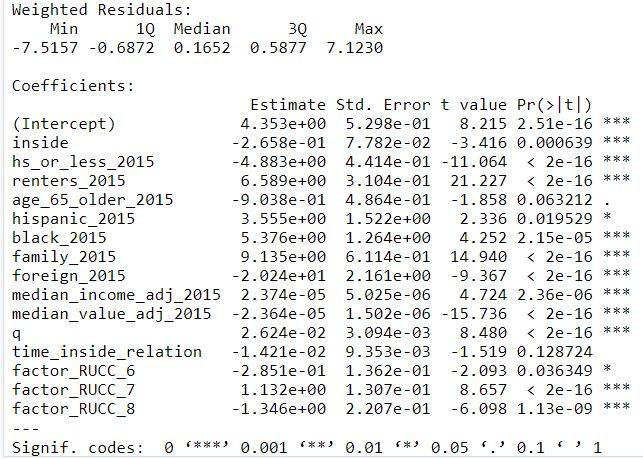 Weighted Residuals:
Min 1Q Median 3Q Max
-7.5157 -0.6872 0.1652 0.5877 7.1230
Coefficients:
Estimate Std. Error t value Pr(>|t|)
(Intercept) 4.353e+00 5.298e-01 8.215 2.51e-16 ***
inside -2.658e-01 7.782e-02 -3.416 0.000639 ***
hs_or_less_2015 -4.883e+00 4.414e-01 -11.064 < 2e-16 ***
renters_2015 6.589e+00 3.104e-01 21.227 < 2e-16 ***
age_65_older_2015 -9.038e-01 4.864e-01 -1.858 0.063212 .
hispanic_2015 3.555e+00 1.522e+00 2.336 0.019529 *
black_2015 5.376e+00 1.264e+00 4.252 2.15e-05 ***
family_2015 9.135e+00 6.114e-01 14.940 < 2e-16 ***
foreign_2015 -2.024e+01 2.161e+00 -9.367 < 2e-16 ***
median_income_adj_2015 2.374e-05 5.025e-06 4.724 2.36e-06 ***
median_value_adj_2015 -2.364e-05 1.502e-06 -15.736 < 2e-16 ***
q 2.624e-02 3.094e-03 8.480 < 2e-16 ***
time_inside_relation -1.421e-02 9.353e-03 -1.519 0.128724
factor_RUCC_6 -2.851e-01 1.362e-01 -2.093 0.036349 *
factor_RUCC_7 1.132e+00 1.307e-01 8.657 < 2e-16 ***
factor_RUCC_8 -1.346e+00 2.207e-01 -6.098 1.13e-09 ***
---
Signif. codes: 0 ‘***’ 0.001 ‘**’ 0.01 ‘*’ 0.05 ‘.’ 0.1 ‘ ’ 1